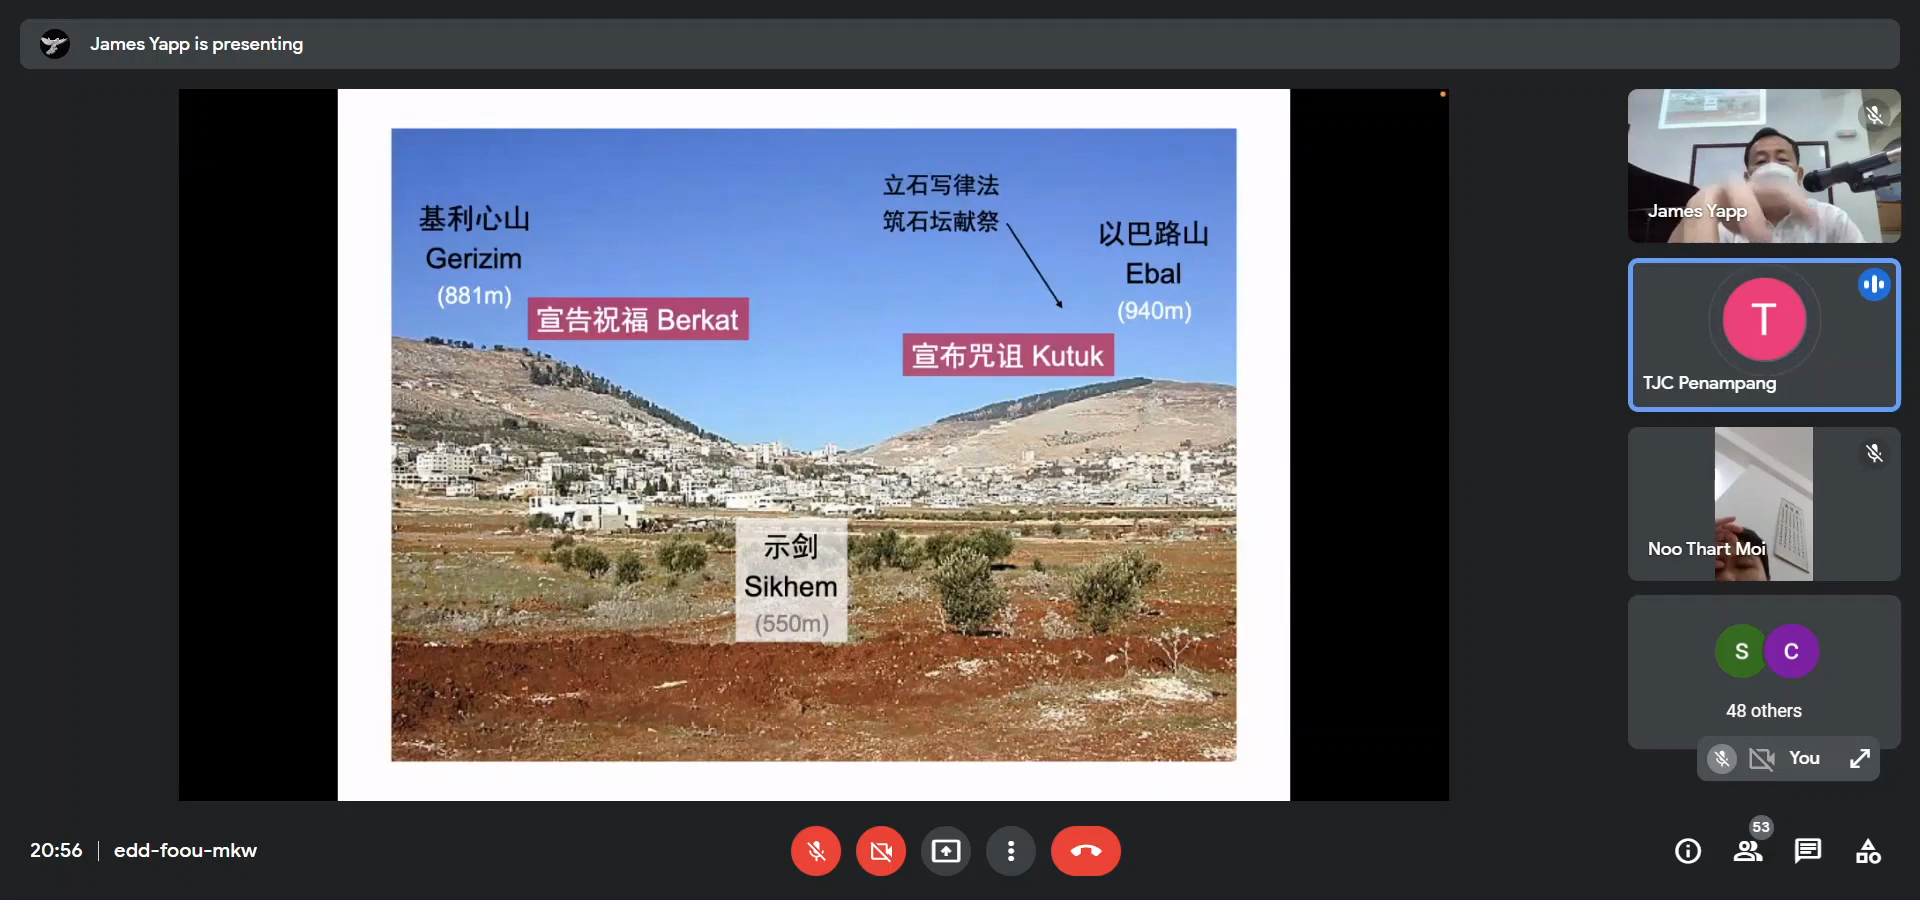 James Yapp is presenting
基利心山
Gerizim
(881m)
宣告祝福 Berkat
立石写律法
筑石坛献祭
以巴路山
Ebal
(940m)
宣布咒诅 Kutuk
示剑
Sikhem
(550m)
James Yapp
T
TJC Penampang
Noo Thart Moi
S
C
48 others
You
20:56
edd-foou-mkw
53